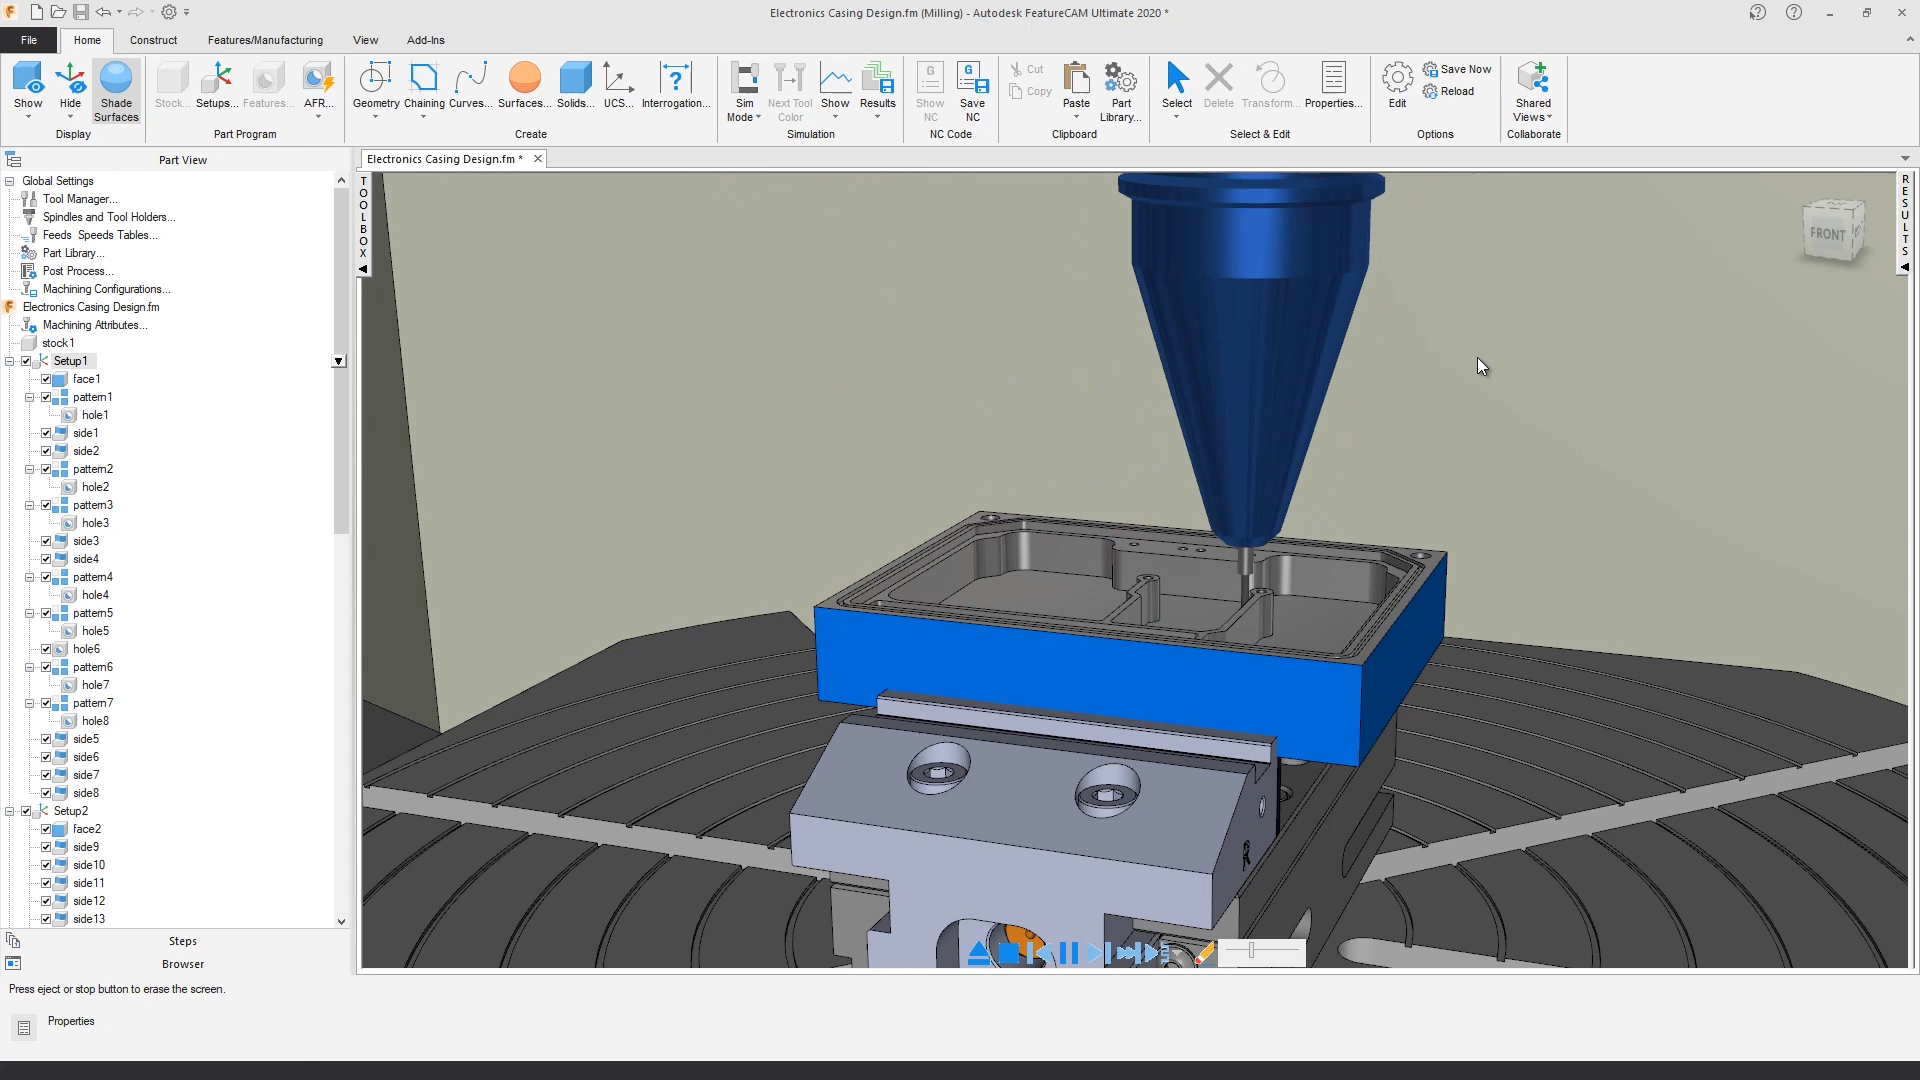 Electronics Casing Design.fm (Milling) - Autodesk FeatureCAM Ultimate 2020 *
File Home Construct Features/Manufacturing View Add-Ins
Show Hide Shade Surfaces Stock... Setups... Features... AFR... Geometry Chaining Curves... Surfaces... Solids... UCS... Interrogation... Sim Mode Next Tool Color Show Results Show NC Save NC Cut Copy Paste Part Library... Select Delete Transform... Properties... Edit Save Now Reload Shared Views
Display Part Program Create Simulation NC Code Clipboard Select & Edit Options Collaborate
Part View
Electronics Casing Design.fm *
Global Settings
Tool Manager...
Spindles and Tool Holders...
Feeds Speeds Tables...
Part Library...
Post Process...
Machining Configurations...
Electronics Casing Design.fm
Machining Attributes...
stock1
Setup1
face1
pattern1
hole1
side1
side2
pattern2
hole2
pattern3
hole3
side3
side4
pattern4
hole4
pattern5
hole5
hole6
pattern6
hole7
pattern7
hole8
side5
side6
side7
side8
Setup2
face2
side9
side10
side11
side12
side13
Steps
Browser
Press eject or stop button to erase the screen.
Properties
TOOLBOX
FRONT
RESULTS
R